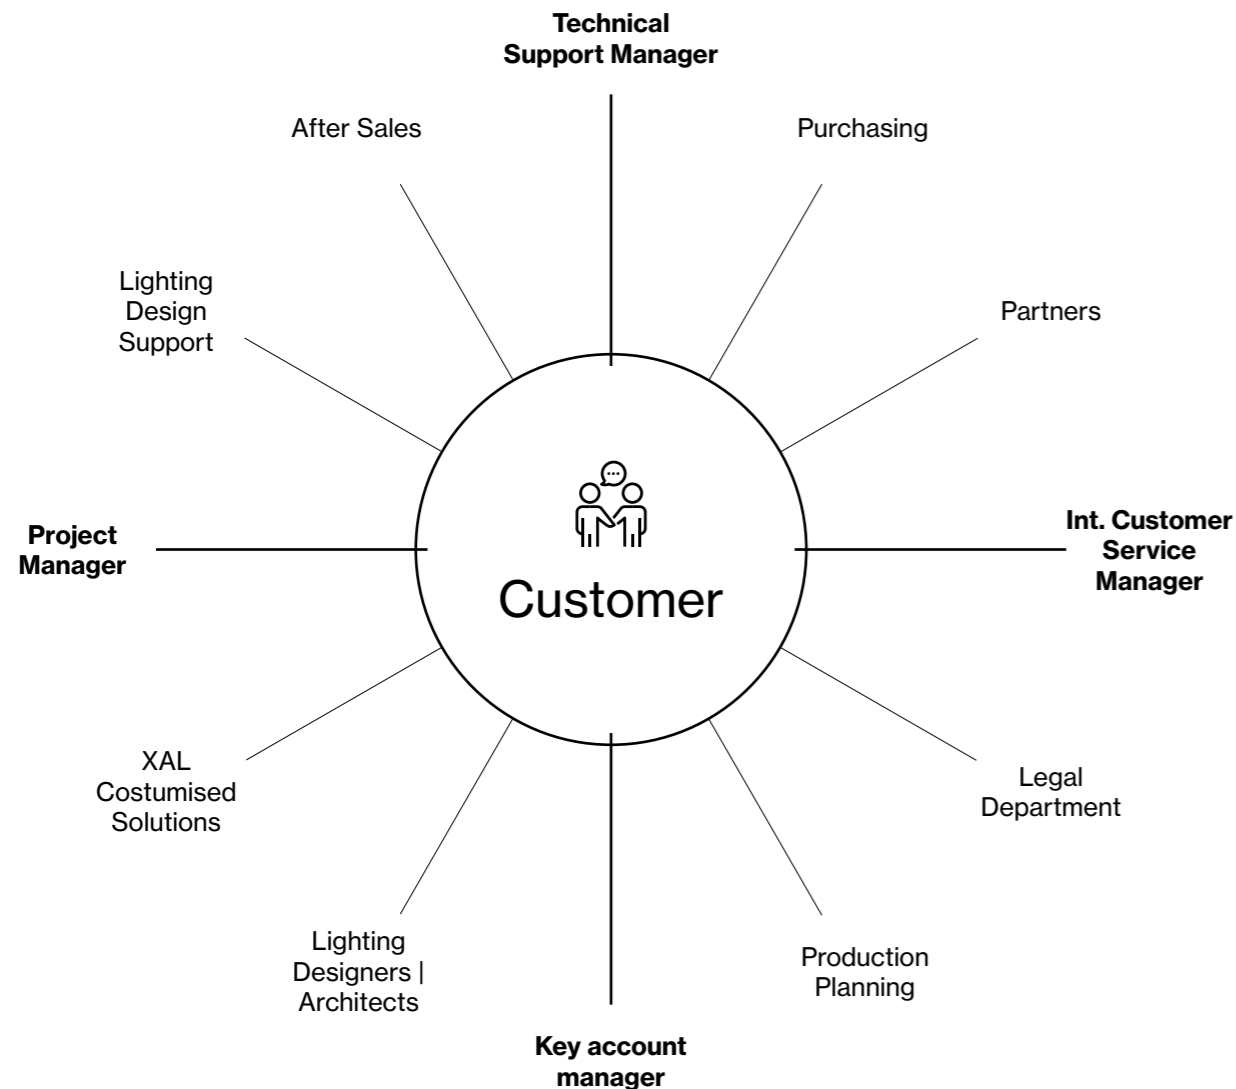 Technical
Support Manager
After Sales
Purchasing
Lighting
Design
Support
Partners
Project
Manager
Int. Customer
Service
Manager
Customer
XAL
Costumised
Solutions
Legal
Department
Lighting
Designers |
Architects
Production
Planning
Key account
manager